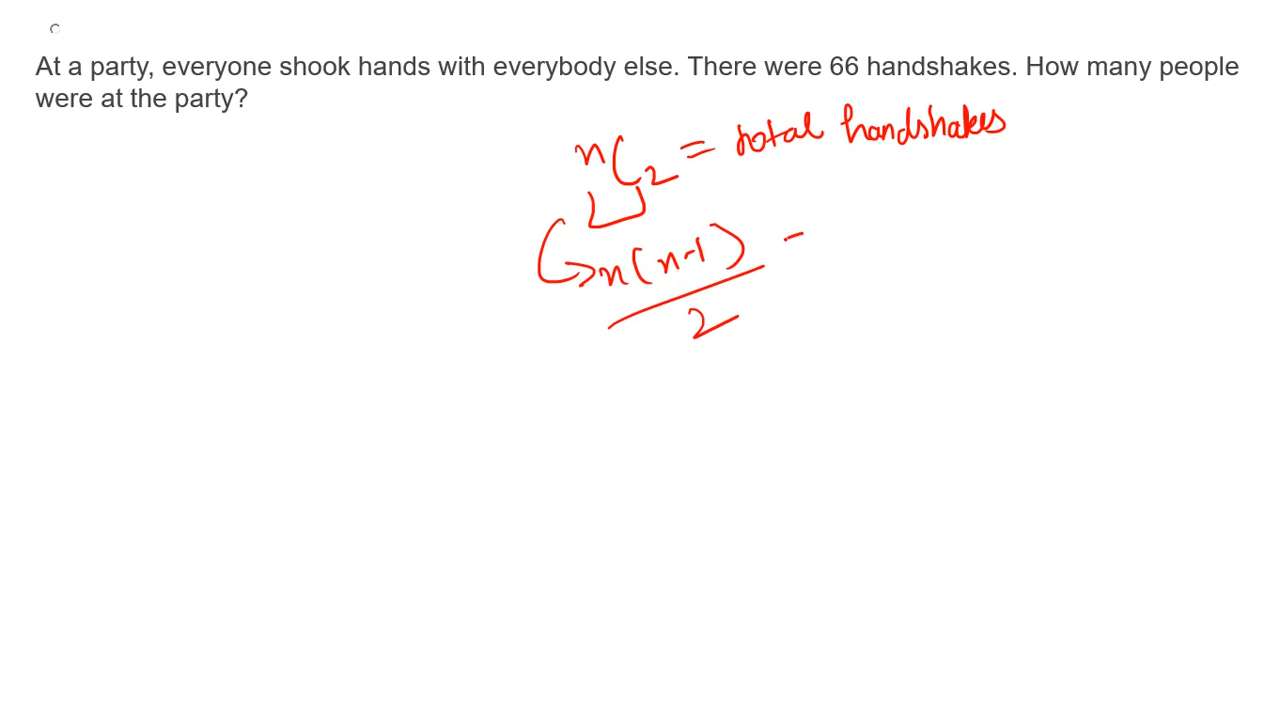 At a party, everyone shook hands with everybody else. There were 66 handshakes. How many people
were at the party?
ⁿC₂ = total handshakes
n(n-1) =
2